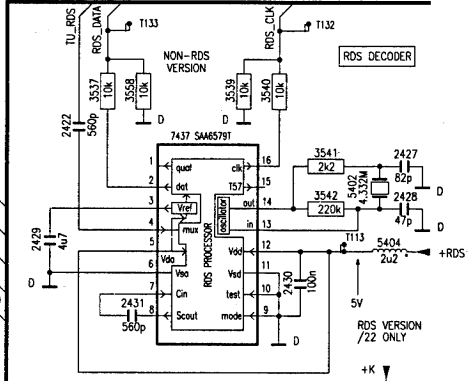 TU_RDS
RDS_DATA
T133
RDS_CLK
T132
NON-RDS
VERSION
RDS DECODER
3537
10k
3558
10k
3539
10k
3540
10k
D
D
2422
560p
7437 SAA6579T
1
quat
clk
16
2
dat
T57
15
3
Vref
out
14
oscillator
4
mux
in
13
5
Vda
Vdd
12
6
Vsa
Vsd
11
7
Cin
test
10
8
Scout
mode
9
RDS PROCESSOR
3541
2k2
3542
220k
5402
4.332M
2427
82p
D
2428
47p
D
T113
5404
2u2
+RDS
2429
4u7
D
2431
560p
2430
100n
D
5V
RDS VERSION
/22 ONLY
+K